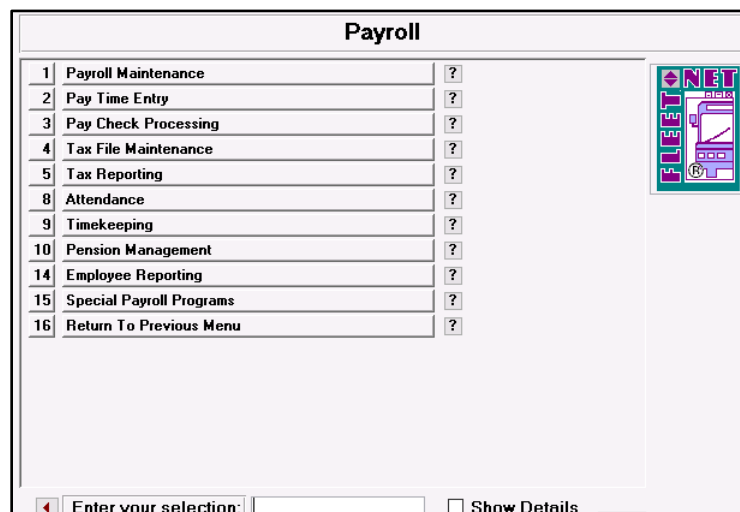 Payroll
1 Payroll Maintenance ?
2 Pay Time Entry ?
3 Pay Check Processing ?
4 Tax File Maintenance ?
5 Tax Reporting ?
8 Attendance ?
9 Timekeeping ?
10 Pension Management ?
14 Employee Reporting ?
15 Special Payroll Programs ?
16 Return To Previous Menu ?
FLEET
NET
®
Enter your selection:
Show Details